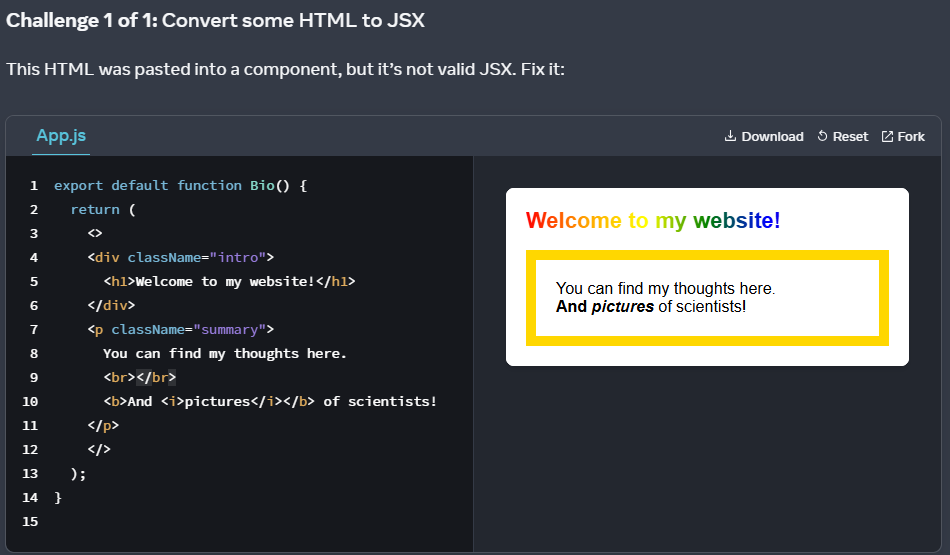 Challenge 1 of 1: Convert some HTML to JSX
This HTML was pasted into a component, but it’s not valid JSX. Fix it:
App.js
Download Reset Fork
1 export default function Bio() {
2 return (
3 <>
4 <div className="intro">
5 <h1>Welcome to my website!</h1>
6 </div>
7 <p className="summary">
8 You can find my thoughts here.
9 <br></br>
10 <b>And <i>pictures</i></b> of scientists!
11 </p>
12 </>
13 );
14 }
15
Welcome to my website!
You can find my thoughts here.
And pictures of scientists!